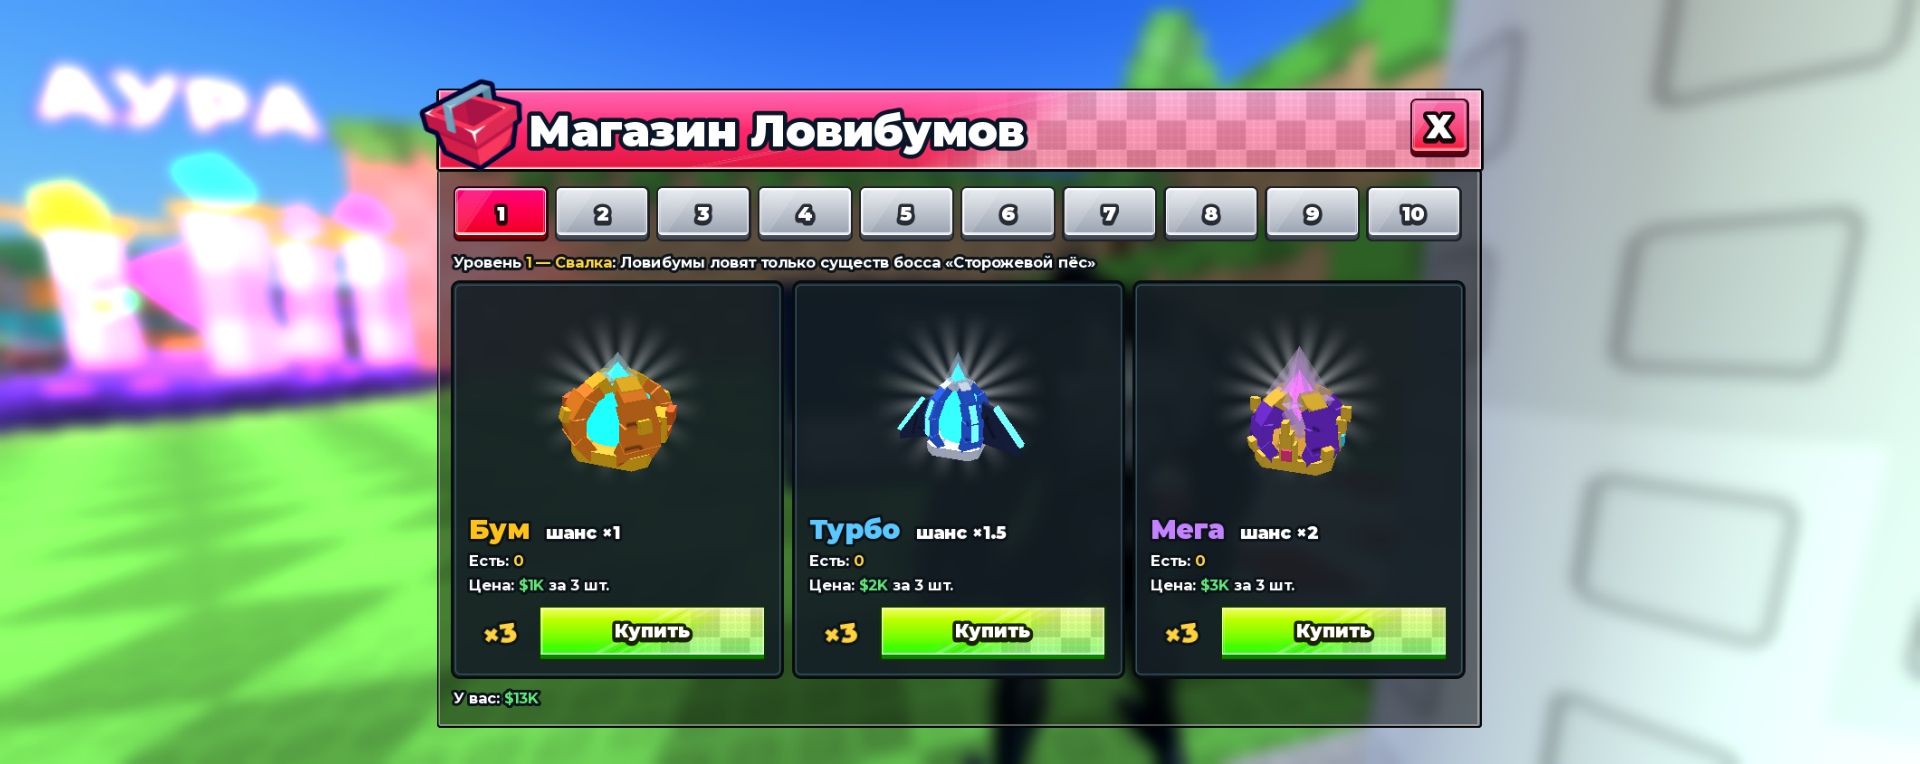 АУРА
Магазин Ловибумов
X
1 2 3 4 5 6 7 8 9 10
Уровень 1 — Свалка: Ловибумы ловят только существ босса «Сторожевой пёс»
Бум шанс ×1
Есть: 0
Цена: $1K за 3 шт.
×3 Купить
Турбо шанс ×1.5
Есть: 0
Цена: $2K за 3 шт.
×3 Купить
Мега шанс ×2
Есть: 0
Цена: $3K за 3 шт.
×3 Купить
У вас: $13K